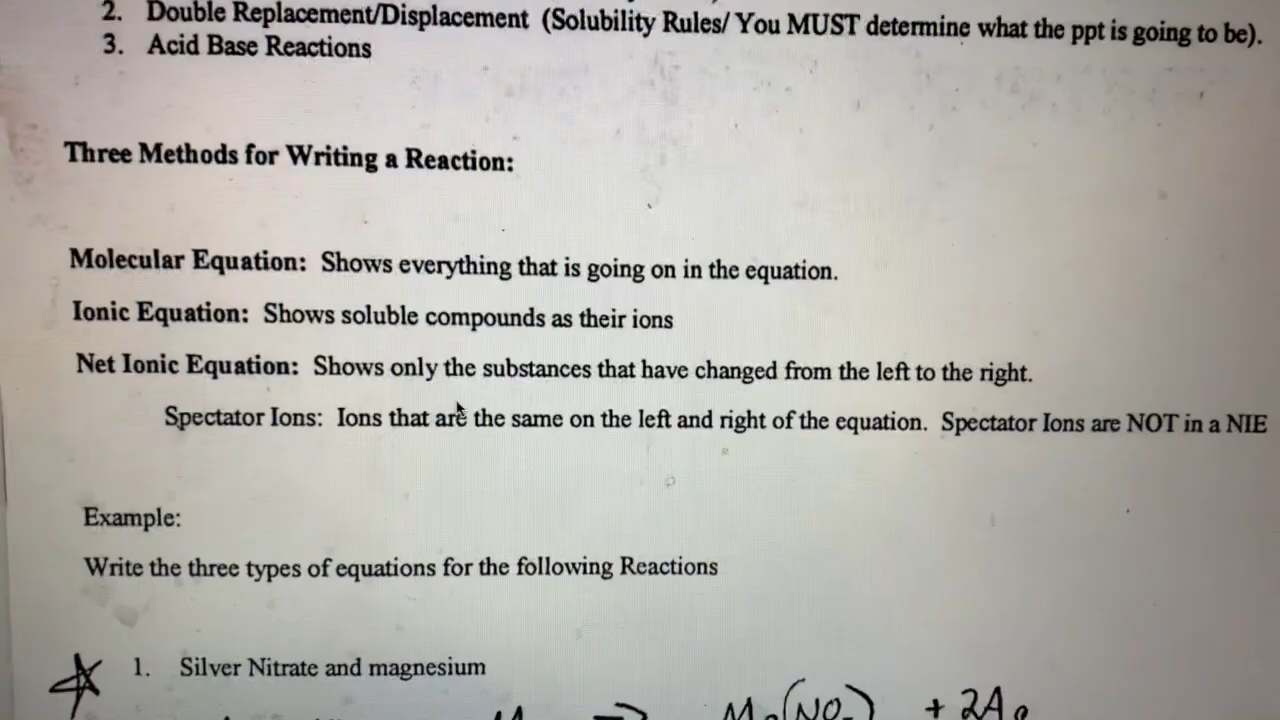 2. Double Replacement/Displacement (Solubility Rules/ You MUST determine what the ppt is going to be).
3. Acid Base Reactions
Three Methods for Writing a Reaction:
Molecular Equation: Shows everything that is going on in the equation.
Ionic Equation: Shows soluble compounds as their ions
Net Ionic Equation: Shows only the substances that have changed from the left to the right.
Spectator Ions: Ions that are the same on the left and right of the equation. Spectator Ions are NOT in a NIE
Example:
Write the three types of equations for the following Reactions
1. Silver Nitrate and magnesium
+ 2Ag